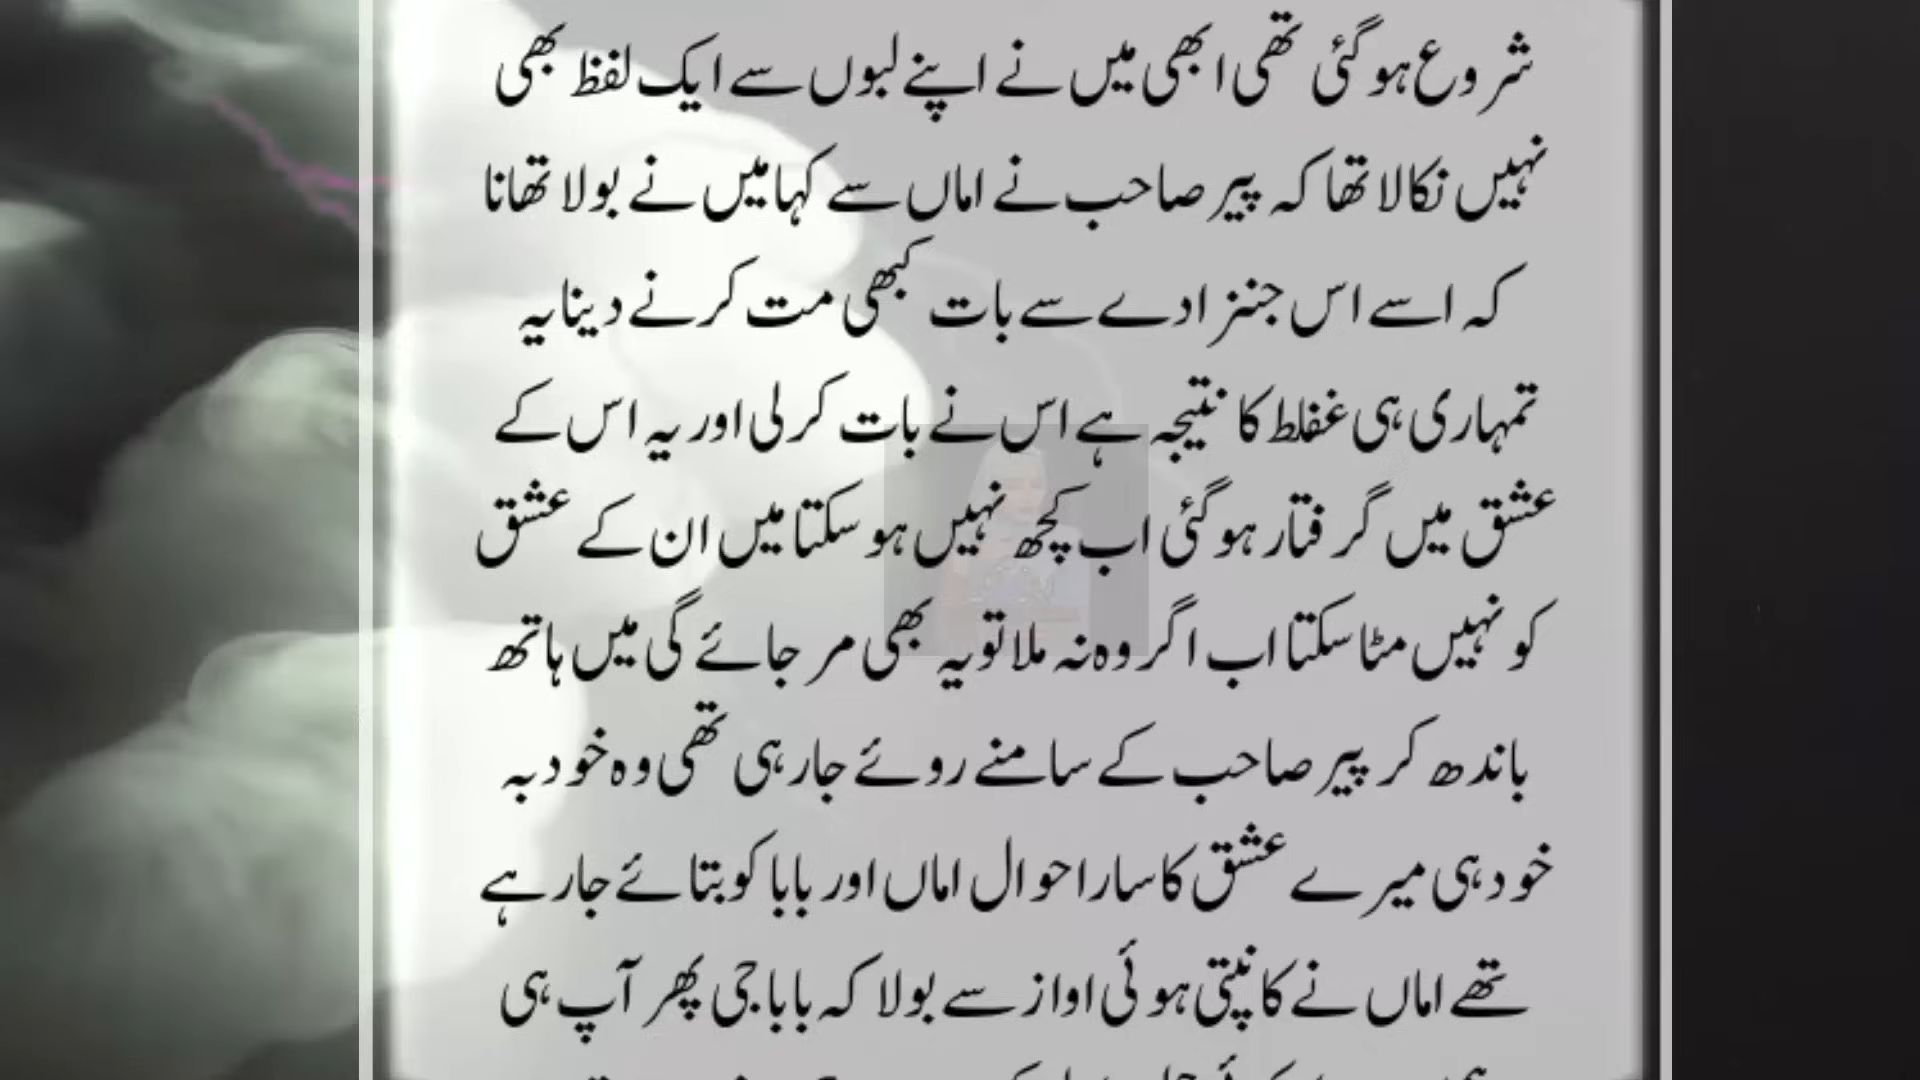 شروع ہو گئی تھی ابھی میں نے اپنے لبوں سے ایک لفظ بھی
نہیں نکالا تھا کہ پیر صاحب نے اماں سے کہا میں نے بولا تھا نا
کہ اسے اس جنزادے سے بات کبھی مت کرنے دینا یہ
تمہاری ہی غفلط کا نتیجہ ہے اس نے بات کر لی اور یہ اس کے
عشق میں گرفتار ہو گئی اب کچھ نہیں ہو سکتا میں ان کے عشق
کو نہیں مٹا سکتا اب اگر وہ نہ ملا تو یہ بھی مر جائے گی میں ہاتھ
باندھ کر پیر صاحب کے سامنے روئے جا رہی تھی وہ خود بہ
خود ہی میرے عشق کا سارا احوال اماں اور بابا کو بتائے جا رہے
تھے اماں نے کانپتی ہوئی اواز سے بولا کہ بابا جی پھر آپ ہی